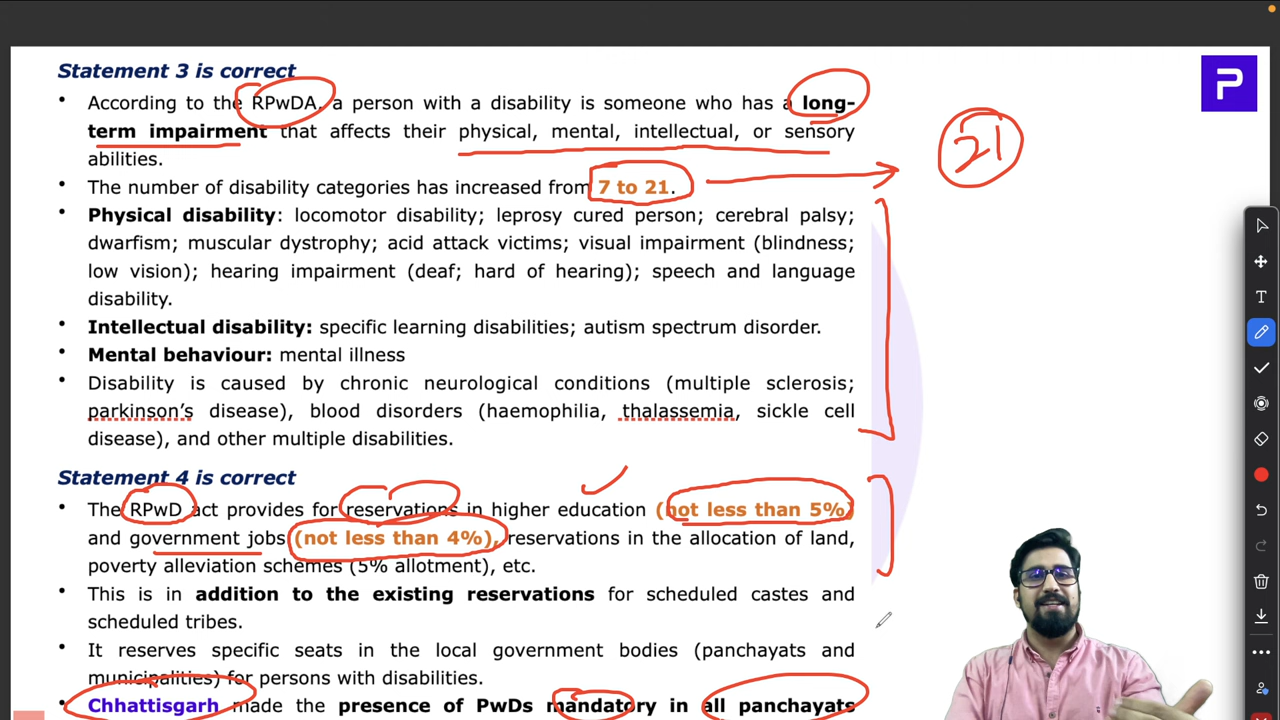 Statement 3 is correct
• According to the RPwDA, a person with a disability is someone who has a long-
term impairment that affects their physical, mental, intellectual, or sensory
abilities.
• The number of disability categories has increased from 7 to 21.
21
• Physical disability: locomotor disability; leprosy cured person; cerebral palsy;
dwarfism; muscular dystrophy; acid attack victims; visual impairment (blindness;
low vision); hearing impairment (deaf; hard of hearing); speech and language
disability.
• Intellectual disability: specific learning disabilities; autism spectrum disorder.
• Mental behaviour: mental illness
• Disability is caused by chronic neurological conditions (multiple sclerosis;
parkinson's disease), blood disorders (haemophilia, thalassemia, sickle cell
disease), and other multiple disabilities.
Statement 4 is correct
• The RPwD act provides for reservations in higher education (not less than 5%)
and government jobs (not less than 4%), reservations in the allocation of land,
poverty alleviation schemes (5% allotment), etc.
• This is in addition to the existing reservations for scheduled castes and
scheduled tribes.
• It reserves specific seats in the local government bodies (panchayats and
municipalities) for persons with disabilities.
• Chhattisgarh made the presence of PwDs mandatory in all panchayats
P
T